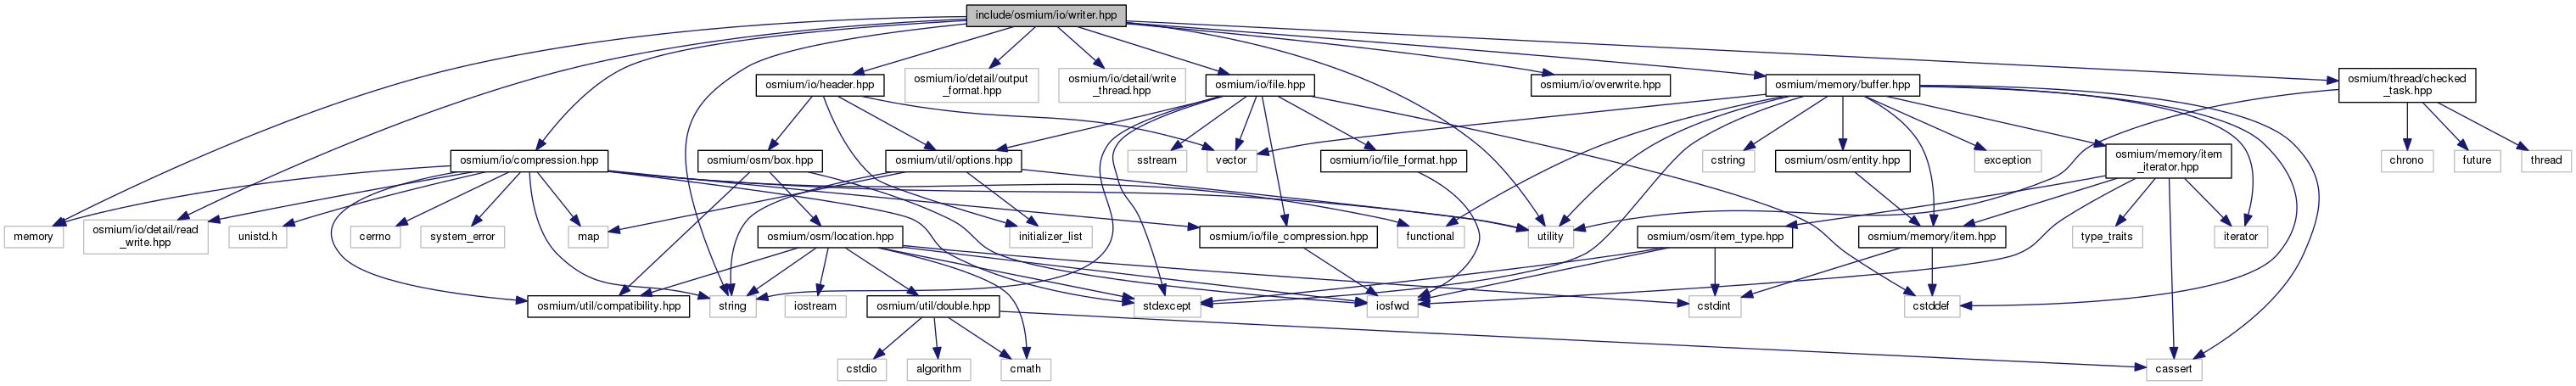 include/osmium/io/writer.hpp
osmium/io/header.hpp
osmium/io/detail/output
_format.hpp
osmium/io/detail/write
_thread.hpp
osmium/io/file.hpp
osmium/io/overwrite.hpp
osmium/memory/buffer.hpp
osmium/thread/checked
_task.hpp
osmium/io/compression.hpp
osmium/osm/box.hpp
osmium/util/options.hpp
sstream
vector
osmium/io/file_format.hpp
cstring
osmium/osm/entity.hpp
exception
osmium/memory/item
_iterator.hpp
chrono
future
thread
memory
osmium/io/detail/read
_write.hpp
unistd.h
cerrno
system_error
map
osmium/osm/location.hpp
initializer_list
osmium/io/file_compression.hpp
functional
utility
osmium/osm/item_type.hpp
osmium/memory/item.hpp
type_traits
iterator
osmium/util/compatibility.hpp
string
iostream
osmium/util/double.hpp
stdexcept
iosfwd
cstdint
cstddef
cstdio
algorithm
cmath
cassert